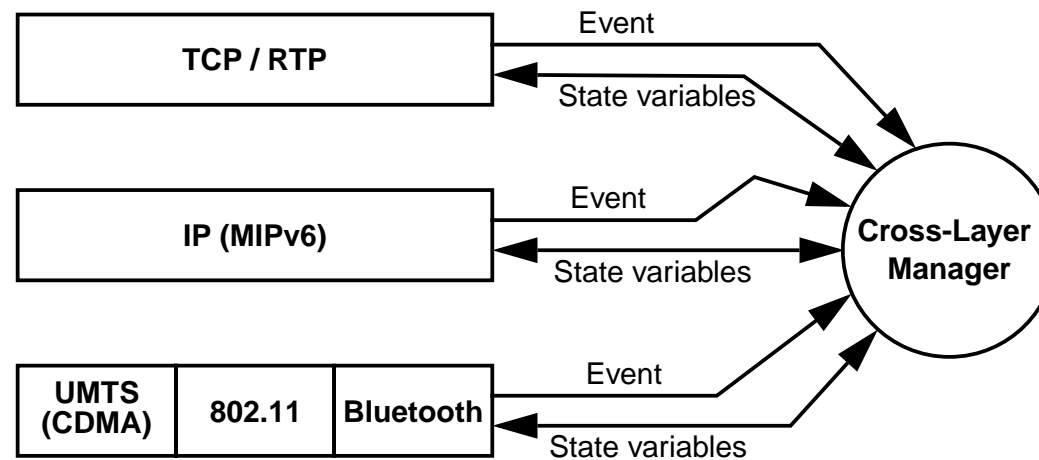 Event
TCP / RTP
State variables
Event
IP (MIPv6)
Cross-Layer
Manager
State variables
UMTS
(CDMA)
802.11
Bluetooth
Event
State variables